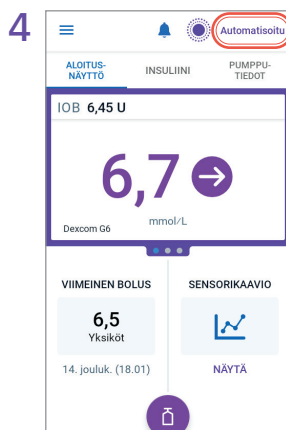 4
Automatisoitu
ALOITUS-
NÄYTTÖ
INSULIINI
PUMPPU-
TIEDOT
IOB 6,45 U
6,7
mmol/L
Dexcom G6
VIIMEINEN BOLUS
6,5
Yksiköt
14. jouluk. (18.01)
SENSORIKAAVIO
NÄYTÄ